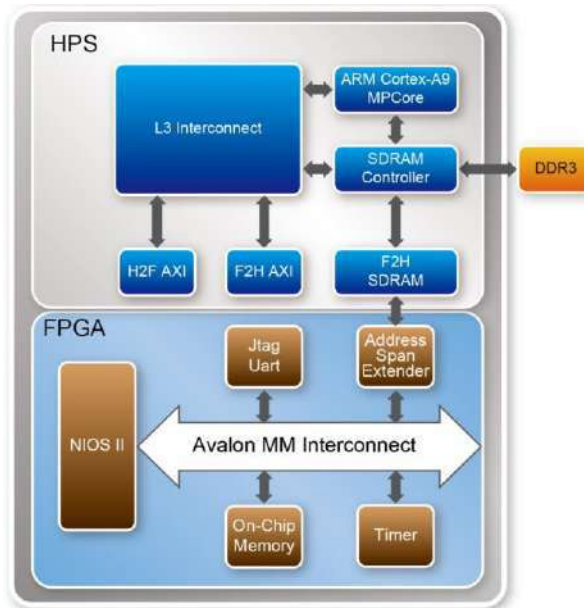 HPS
ARM Cortex-A9
MPCore
L3 Interconnect
SDRAM
Controller
DDR3
H2F AXI
F2H AXI
F2H
SDRAM
FPGA
Jtag
Uart
Address
Span
Extender
NIOS II
Avalon MM Interconnect
On-Chip
Memory
Timer